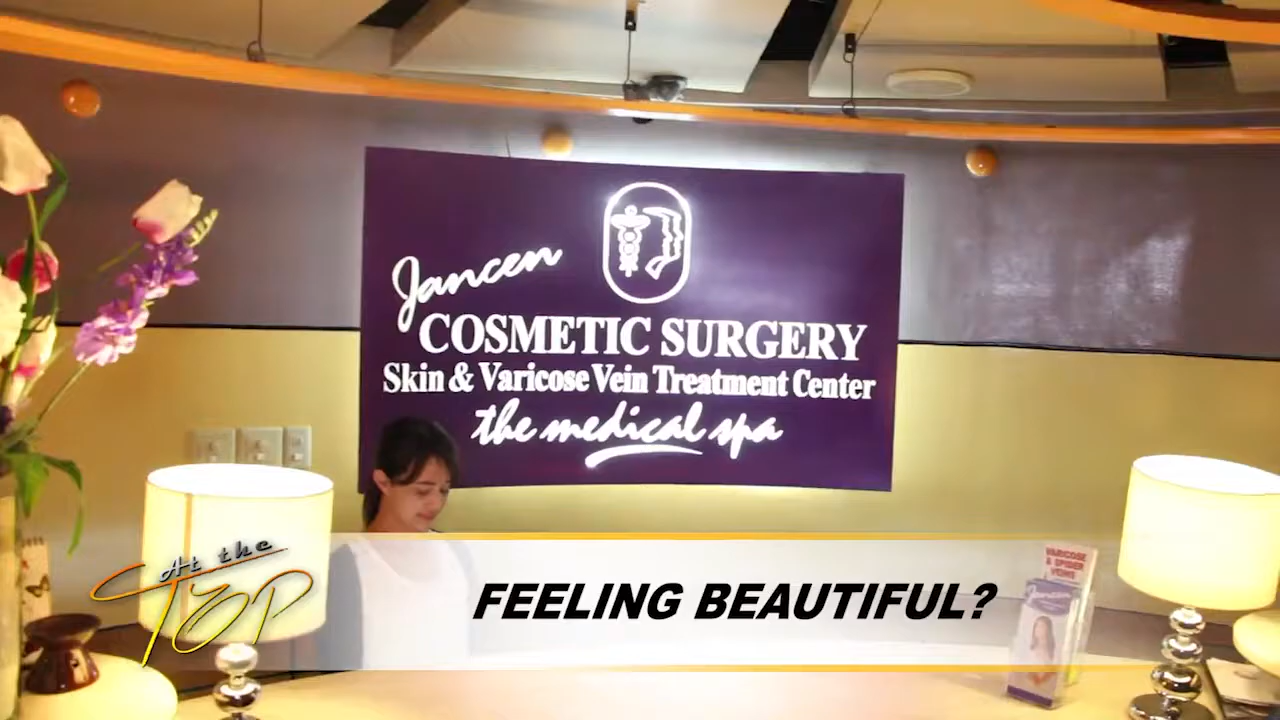 Jancen
COSMETIC SURGERY
Skin & Varicose Vein Treatment Center
the medical spa
VARICOSE
& SPIDER
VEINS
At the
TOP
FEELING BEAUTIFUL?